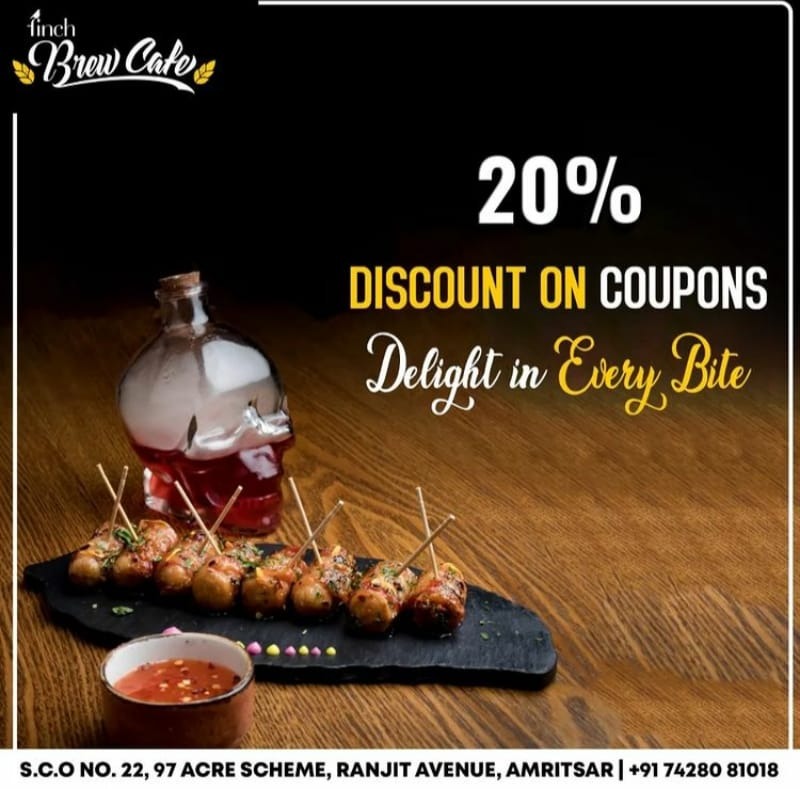 finch
Brew Cafe
20%
DISCOUNT ON COUPONS
Delight in Every Bite
S.C.O NO. 22, 97 ACRE SCHEME, RANJIT AVENUE, AMRITSAR | +91 74280 81018